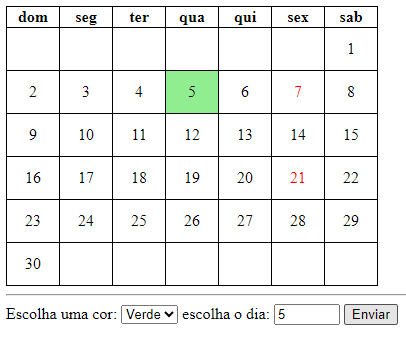 dom seg ter qua qui sex sab
1
2 3 4 5 6 7 8
9 10 11 12 13 14 15
16 17 18 19 20 21 22
23 24 25 26 27 28 29
30
Escolha uma cor: Verde escolha o dia: 5 Enviar